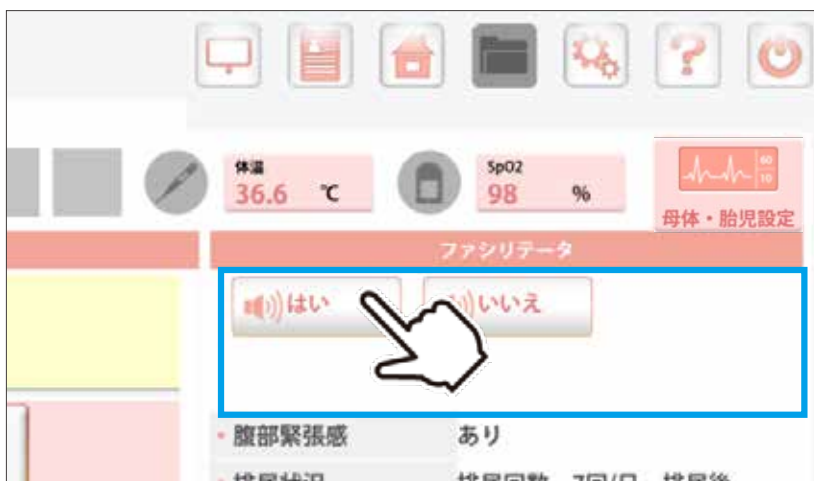 体温
36.6 ℃
SpO2
98 %
60
10
母体・胎児設定
ファシリテータ
はい
いいえ
・腹部緊張感 あり